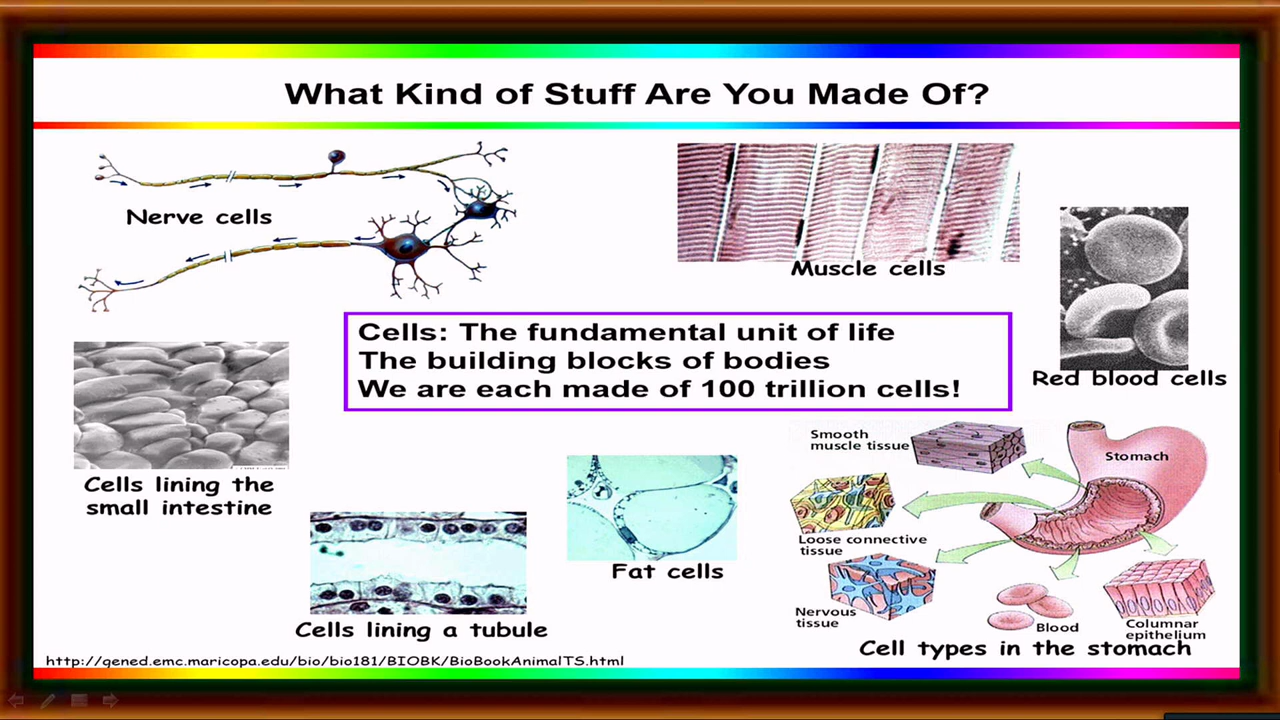 What Kind of Stuff Are You Made Of?
Nerve cells
Muscle cells
Red blood cells
Cells: The fundamental unit of life
The building blocks of bodies
We are each made of 100 trillion cells!
Cells lining the
small intestine
Cells lining a tubule
Fat cells
Smooth
muscle tissue
Stomach
Loose connective
tissue
Nervous
tissue
Blood
Columnar
epithelium
Cell types in the stomach
http://gened.emc.maricopa.edu/bio/bio181/BIOBK/BioBookAnimalTS.html